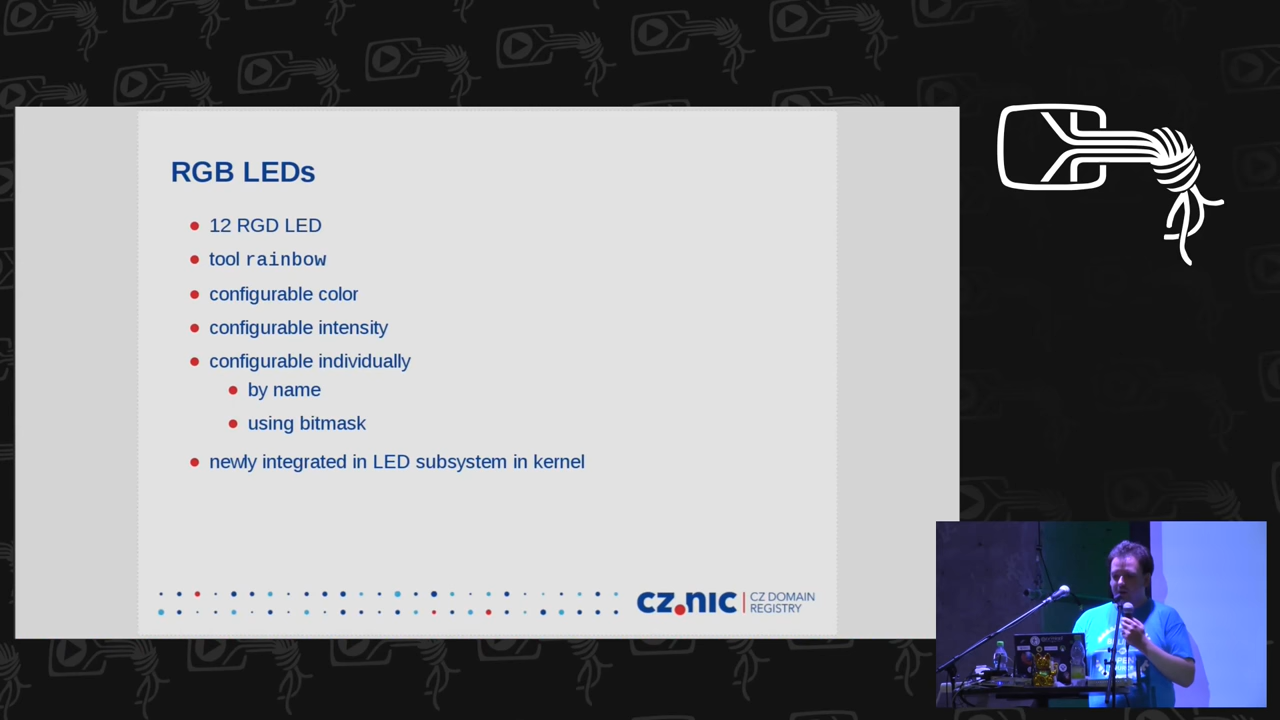 RGB LEDs
12 RGD LED
tool rainbow
configurable color
configurable intensity
configurable individually
by name
using bitmask
newly integrated in LED subsystem in kernel
CZ.NIC
CZ DOMAIN
REGISTRY